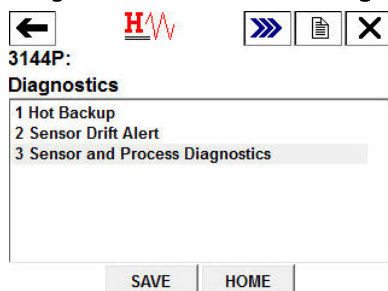 H
3144P:
Diagnostics
1 Hot Backup
2 Sensor Drift Alert
3 Sensor and Process Diagnostics
SAVE HOME